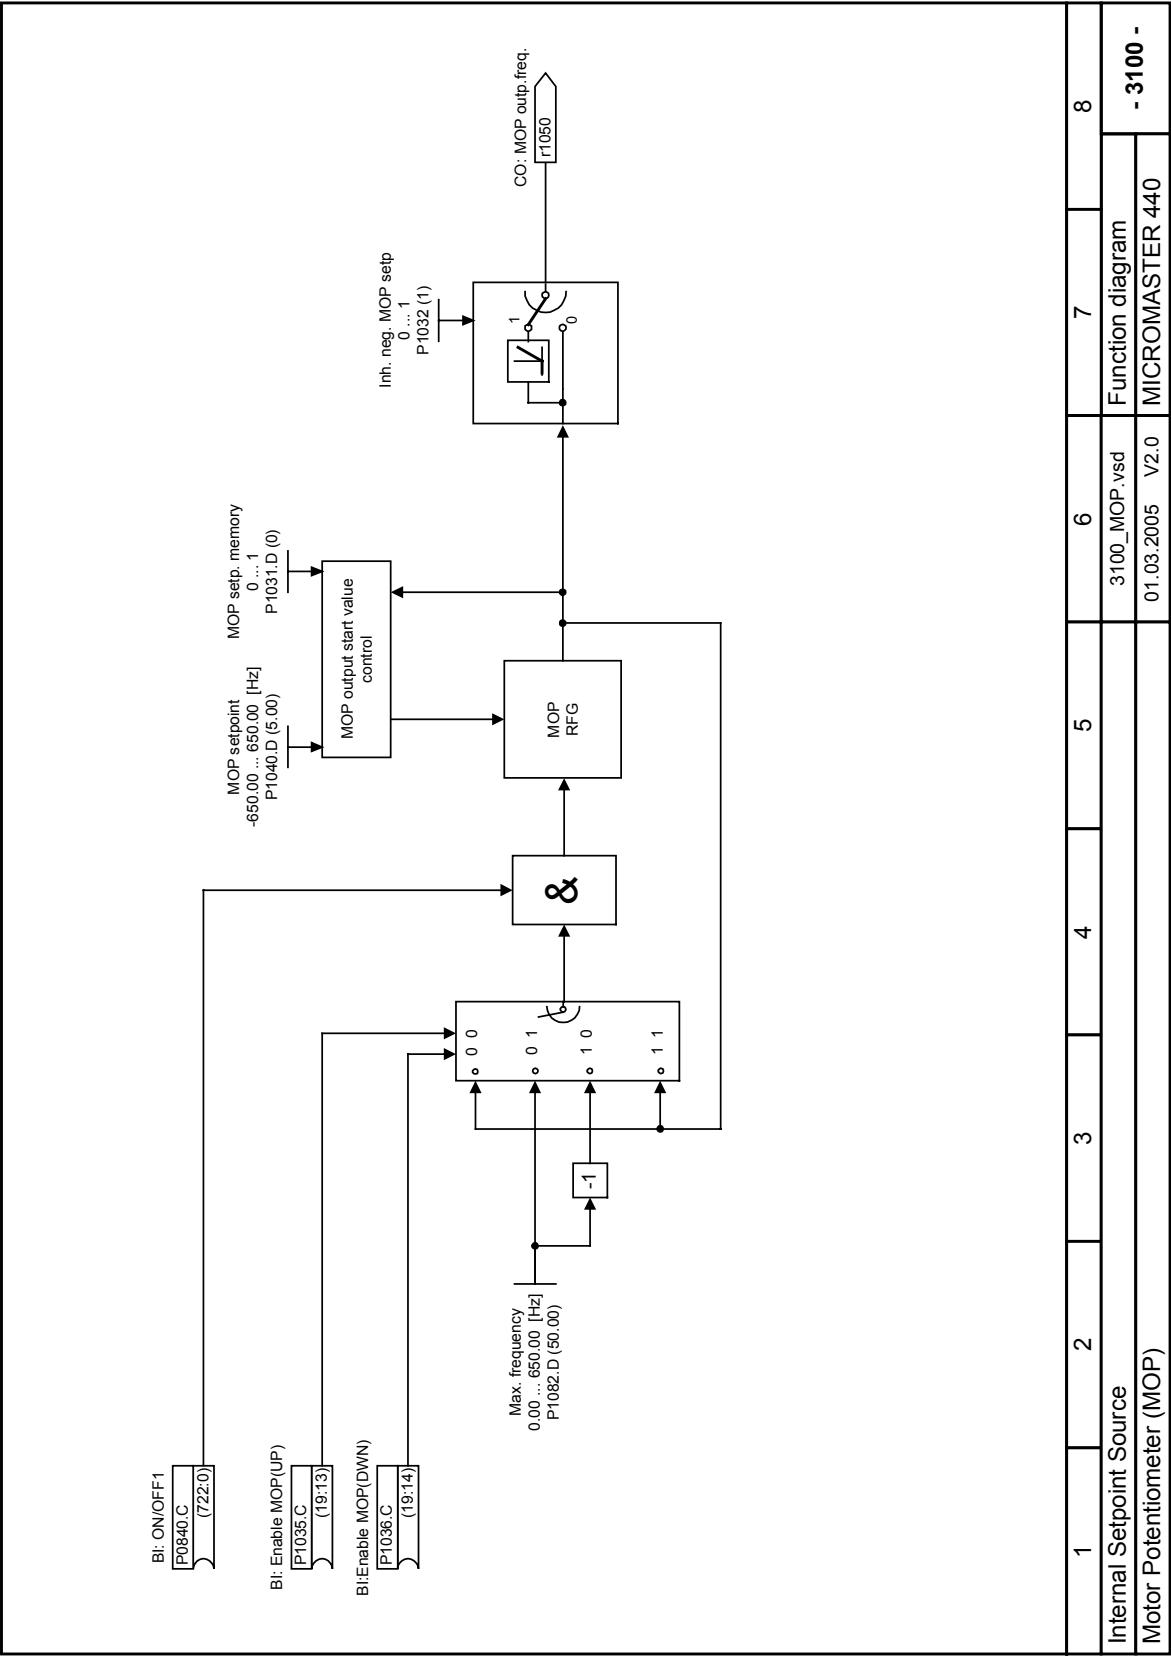 BI: ON/OFF1
P0840.C
(722:0)
BI: Enable MOP(UP)
P1035.C
(19:13)
BI:Enable MOP(DWN)
P1036.C
(19:14)
Max. frequency
0.00 ... 650.00 [Hz]
P1082.D (50.00)
-1
0 0
0 1
1 0
1 1
&
MOP setpoint
-650.00 ... 650.00 [Hz]
P1040.D (5.00)
MOP setp. memory
0 ... 1
P1031.D (0)
MOP output start value
control
MOP
RFG
Inh. neg. MOP setp
0 ... 1
P1032 (1)
1
0
CO: MOP outp.freq.
r1050
1
2
3
4
5
6
7
8
Internal Setpoint Source
3100_MOP.vsd
Function diagram
- 3100 -
Motor Potentiometer (MOP)
01.03.2005 V2.0
MICROMASTER 440